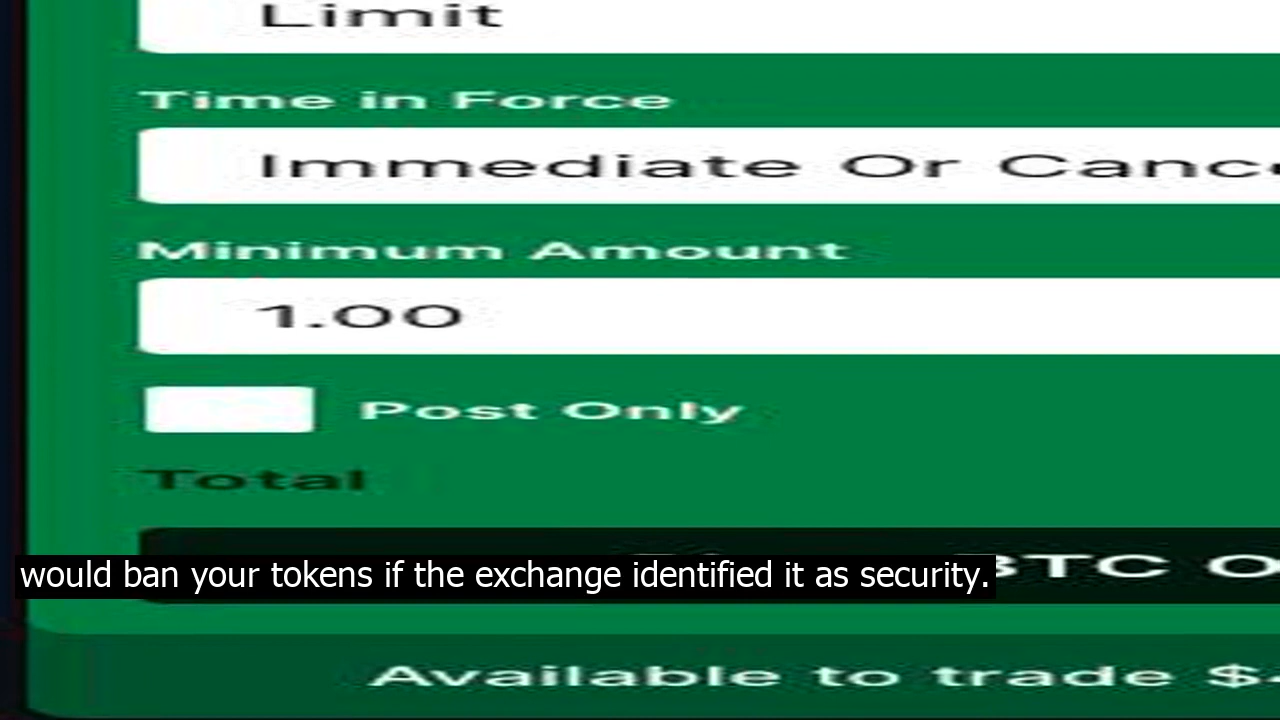 Limit
Time in Force
Immediate Or
Minimum Amount
1.00
Post Only
Total
BTC
would ban your tokens if the exchange identified it as security.
Available to trade